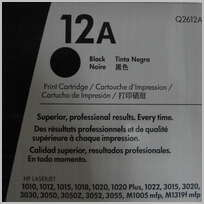 12A
Q2612A
Black Tinta Negra
Noire 黑色
Print Cartridge / Cartouche d'Impression /
Cartucho de Impresión / 打印硒鼓
Superior, professional results. Every time.
Des résultats professionnels et de qualité
supérieure à chaque impression.
Calidad superior, resultados profesionales.
En todo momento.
HP LASERJET
1010, 1012, 1015, 1018, 1020, 1020 Plus, 1022, 3015, 3020,
3030, 3050, 3052, 3055, M1005 mfp, M1319f mfp